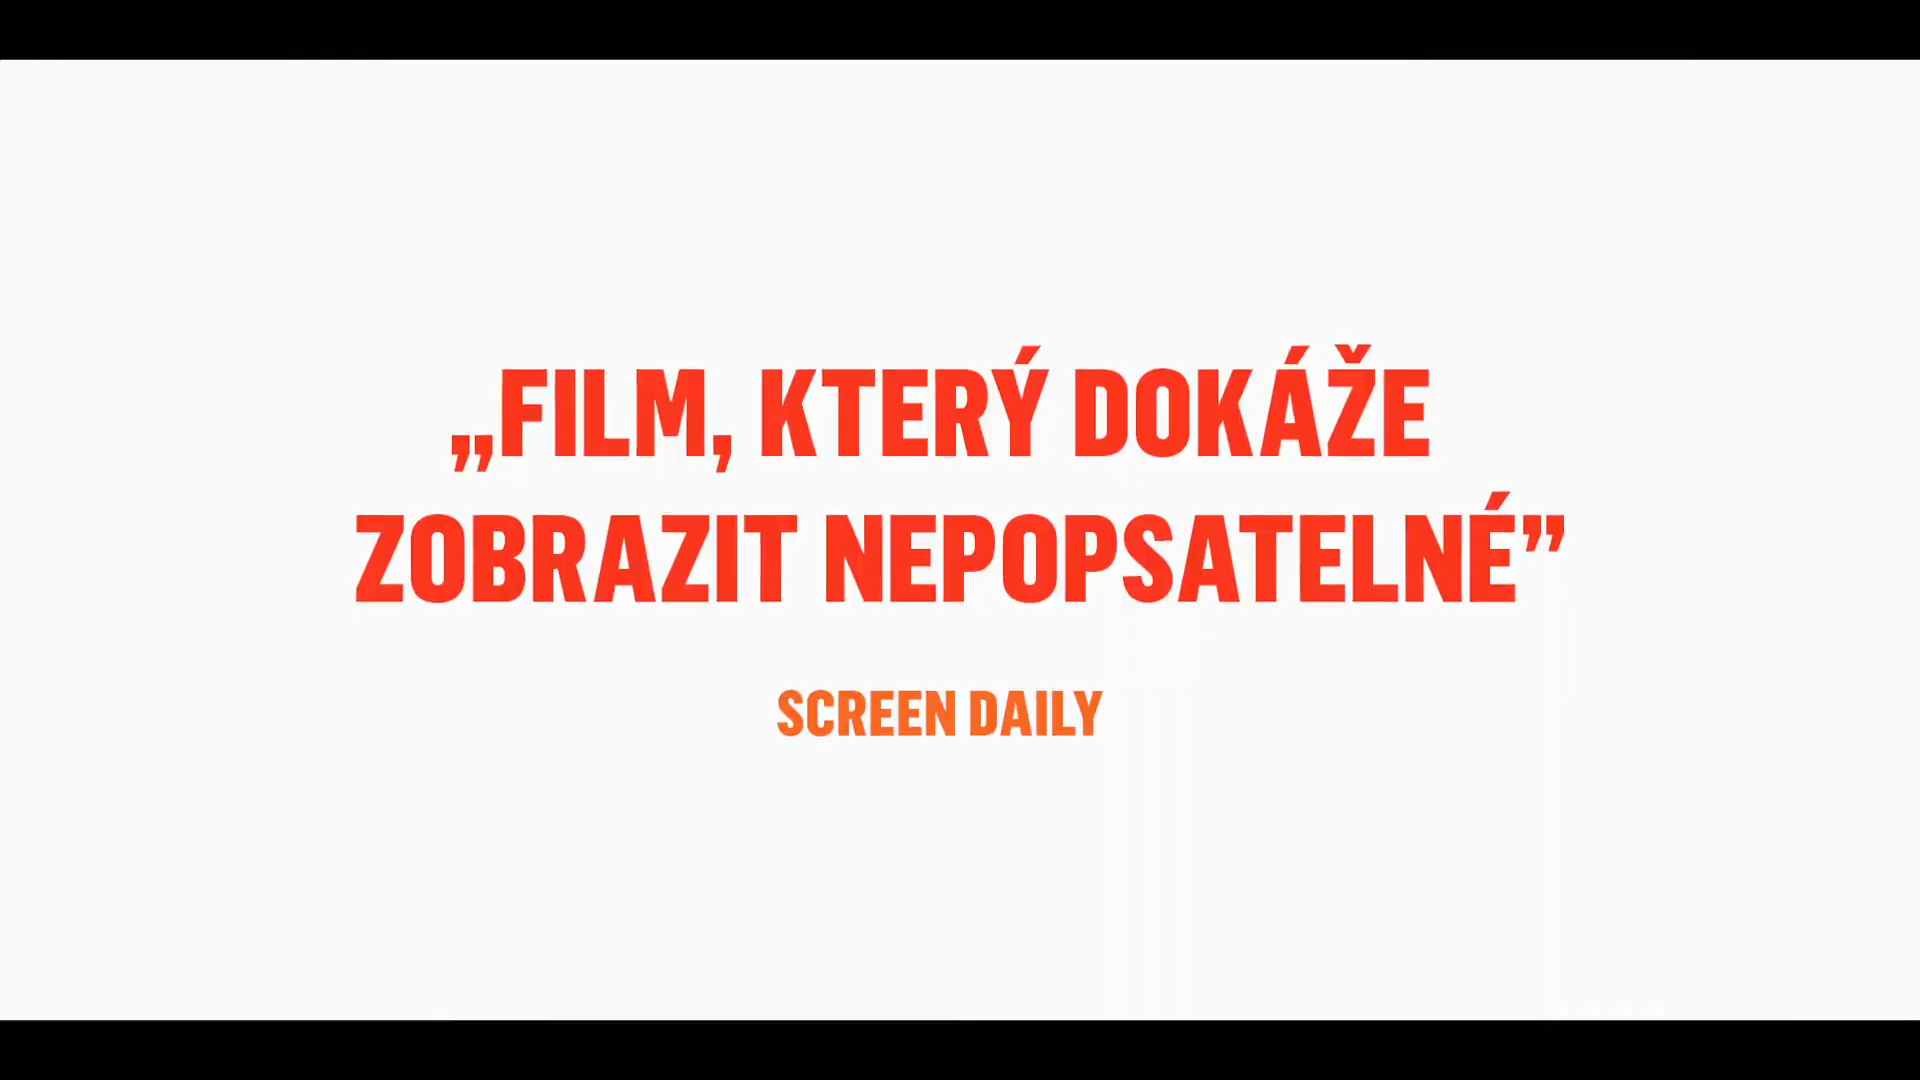 „FILM, KTERÝ DOKÁŽE
ZOBRAZIT NEPOPSATELNÉ”
SCREEN DAILY